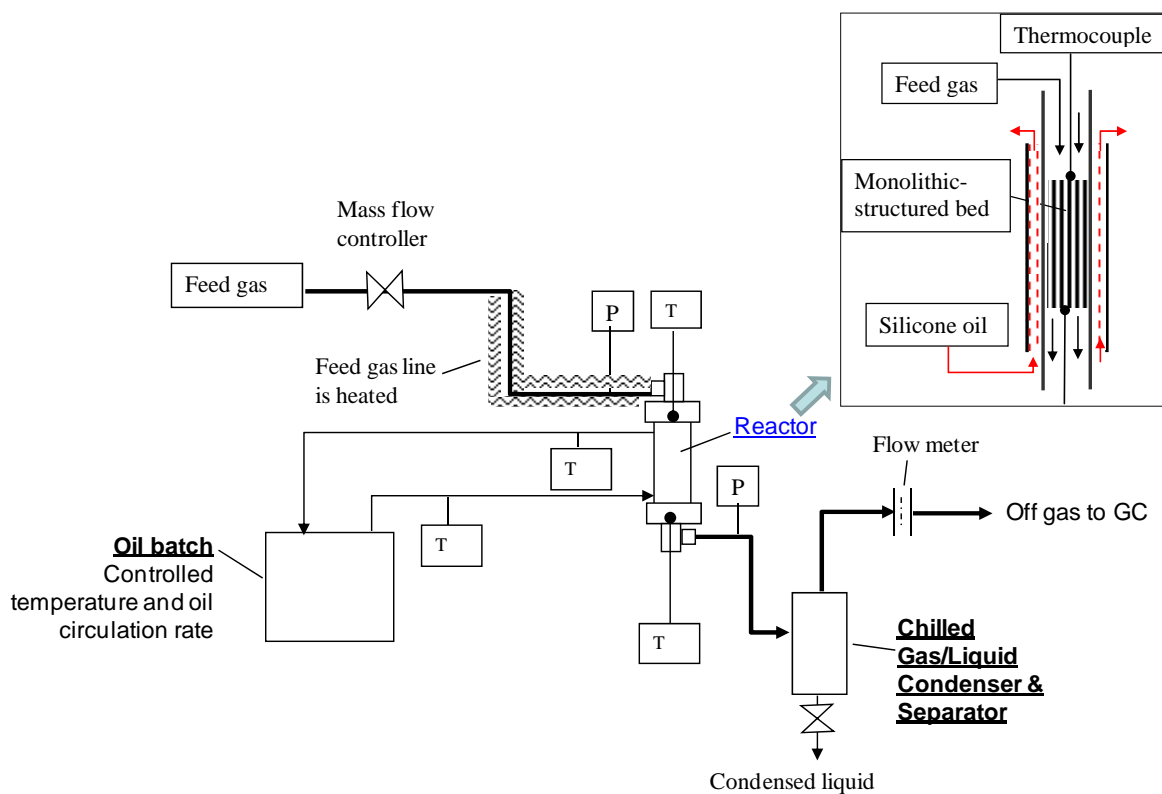 Thermocouple
Feed gas
Monolithic-
structured bed
Silicone oil
Mass flow
controller
Feed gas
P
T
Feed gas line
is heated
Reactor
Flow meter
T
P
Off gas to GC
T
Oil batch
Controlled
temperature and oil
circulation rate
T
Chilled
Gas/Liquid
Condenser &
Separator
Condensed liquid